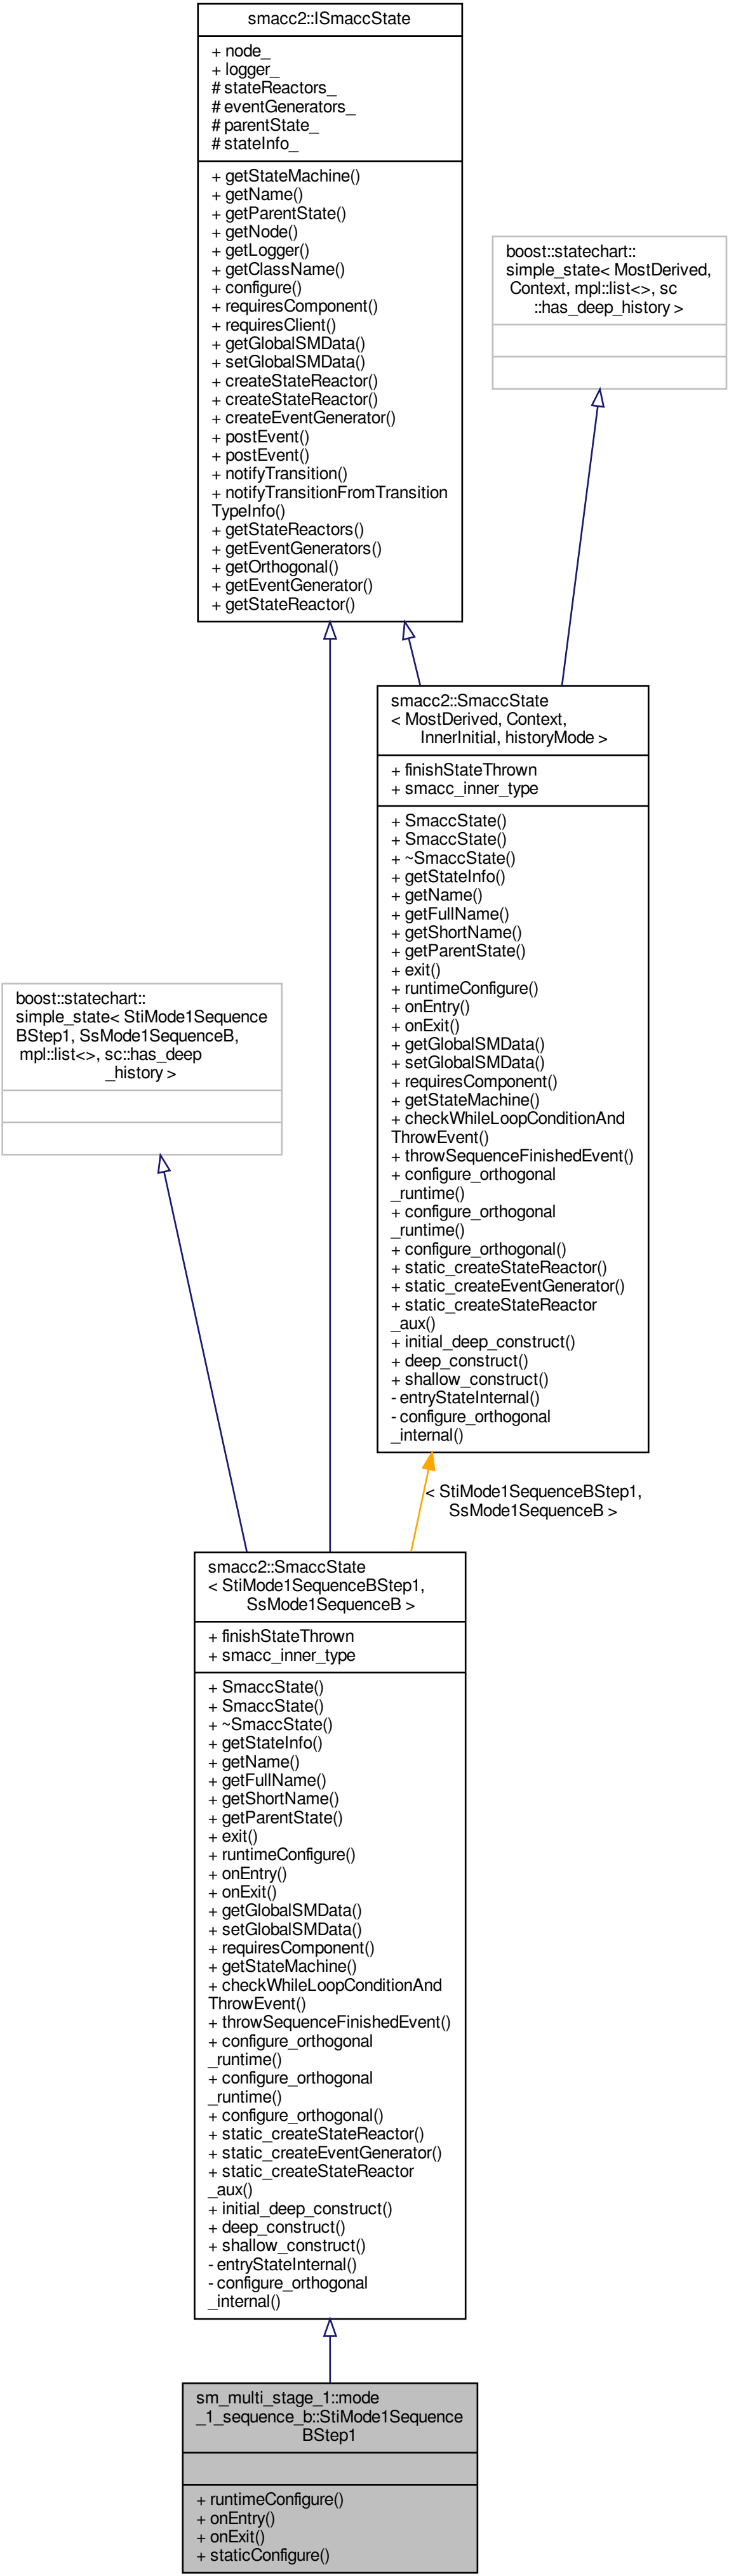 smacc2::ISmaccState
+ node_
+ logger_
# stateReactors_
# eventGenerators_
# parentState_
# stateInfo_
+ getStateMachine()
+ getName()
+ getParentState()
+ getNode()
+ getLogger()
+ getClassName()
+ configure()
+ requiresComponent()
+ requiresClient()
+ getGlobalSMData()
+ setGlobalSMData()
+ createStateReactor()
+ createStateReactor()
+ createEventGenerator()
+ postEvent()
+ postEvent()
+ notifyTransition()
+ notifyTransitionFromTransition
TypeInfo()
+ getStateReactors()
+ getEventGenerators()
+ getOrthogonal()
+ getEventGenerator()
+ getStateReactor()
boost::statechart::
simple_state< MostDerived,
Context, mpl::list<>, sc
::has_deep_history >
smacc2::SmaccState
< MostDerived, Context,
InnerInitial, historyMode >
+ finishStateThrown
+ smacc_inner_type
+ SmaccState()
+ SmaccState()
+ ~SmaccState()
+ getStateInfo()
+ getName()
+ getFullName()
+ getShortName()
+ getParentState()
+ exit()
+ runtimeConfigure()
+ onEntry()
+ onExit()
+ getGlobalSMData()
+ setGlobalSMData()
+ requiresComponent()
+ getStateMachine()
+ checkWhileLoopConditionAnd
ThrowEvent()
+ throwSequenceFinishedEvent()
+ configure_orthogonal
_runtime()
+ configure_orthogonal
_runtime()
+ configure_orthogonal()
+ static_createStateReactor()
+ static_createEventGenerator()
+ static_createStateReactor
_aux()
+ initial_deep_construct()
+ deep_construct()
+ shallow_construct()
- entryStateInternal()
- configure_orthogonal
_internal()
boost::statechart::
simple_state< StiMode1Sequence
BStep1, SsMode1SequenceB,
mpl::list<>, sc::has_deep
_history >
< StiMode1SequenceBStep1,
SsMode1SequenceB >
smacc2::SmaccState
< StiMode1SequenceBStep1,
SsMode1SequenceB >
+ finishStateThrown
+ smacc_inner_type
+ SmaccState()
+ SmaccState()
+ ~SmaccState()
+ getStateInfo()
+ getName()
+ getFullName()
+ getShortName()
+ getParentState()
+ exit()
+ runtimeConfigure()
+ onEntry()
+ onExit()
+ getGlobalSMData()
+ setGlobalSMData()
+ requiresComponent()
+ getStateMachine()
+ checkWhileLoopConditionAnd
ThrowEvent()
+ throwSequenceFinishedEvent()
+ configure_orthogonal
_runtime()
+ configure_orthogonal
_runtime()
+ configure_orthogonal()
+ static_createStateReactor()
+ static_createEventGenerator()
+ static_createStateReactor
_aux()
+ initial_deep_construct()
+ deep_construct()
+ shallow_construct()
- entryStateInternal()
- configure_orthogonal
_internal()
sm_multi_stage_1::mode
_1_sequence_b::StiMode1Sequence
BStep1
+ runtimeConfigure()
+ onEntry()
+ onExit()
+ staticConfigure()